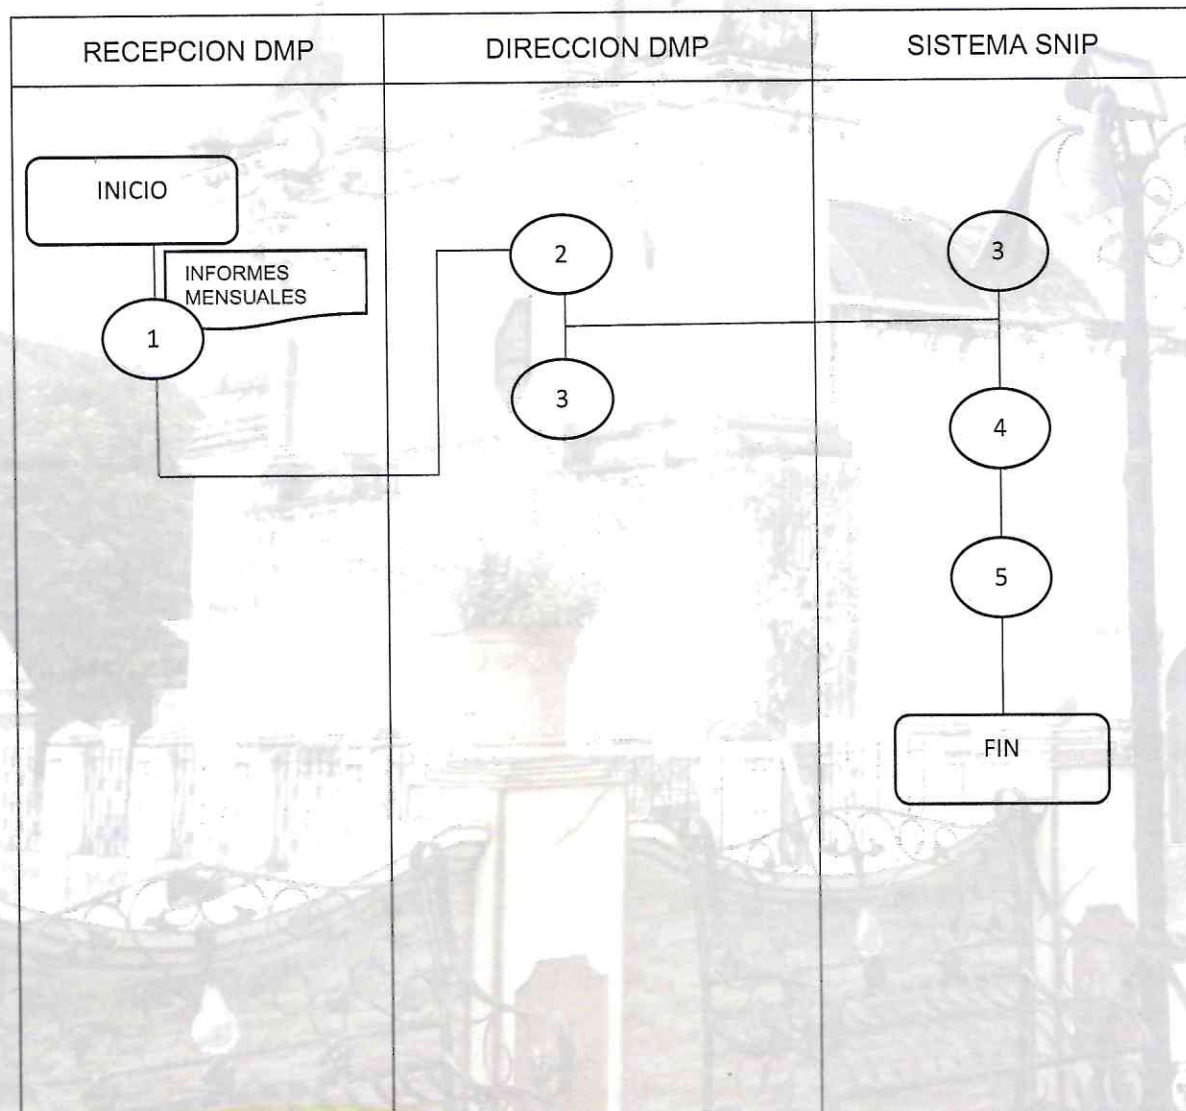 RECEPCION DMP
DIRECCION DMP
SISTEMA SNIP
INICIO
INFORMES
MENSUALES
1
2
3
3
4
5
FIN